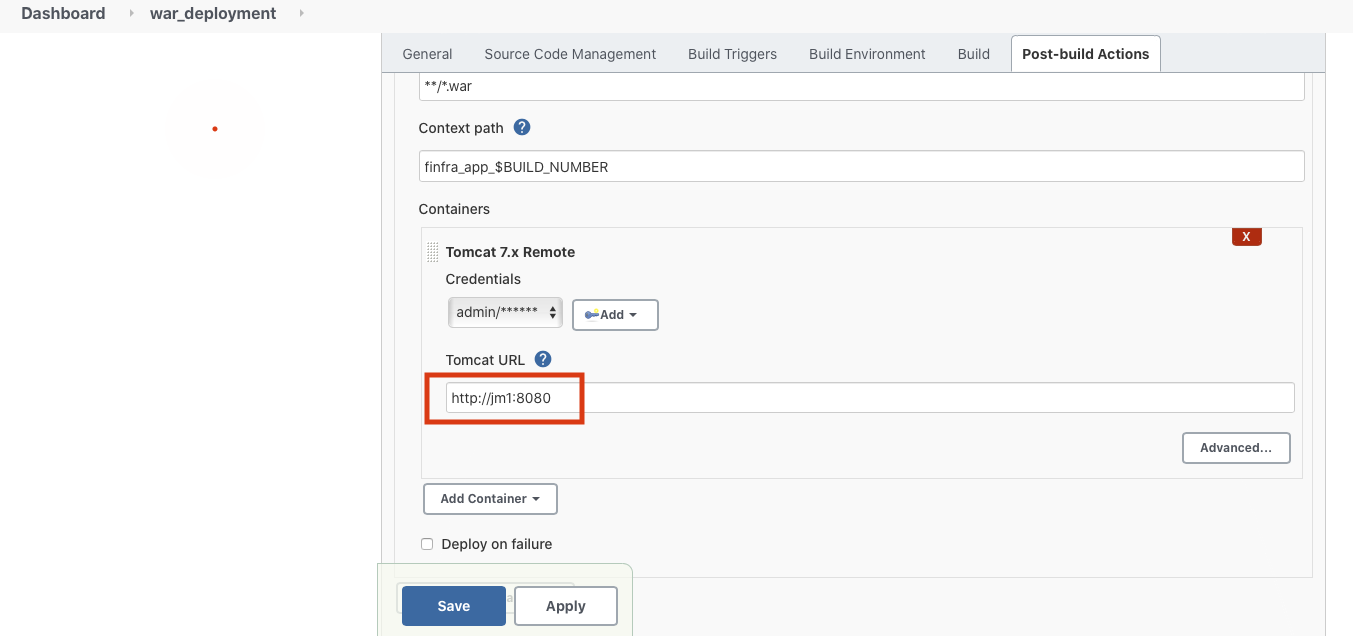 Dashboard war_deployment
General Source Code Management Build Triggers Build Environment Build Post-build Actions
**/*.war
Context path ?
finfra_app_$BUILD_NUMBER
Containers
X
Tomcat 7.x Remote
Credentials
admin/****** Add
Tomcat URL ?
http://jm1:8080
Advanced...
Add Container
Deploy on failure
Save Apply